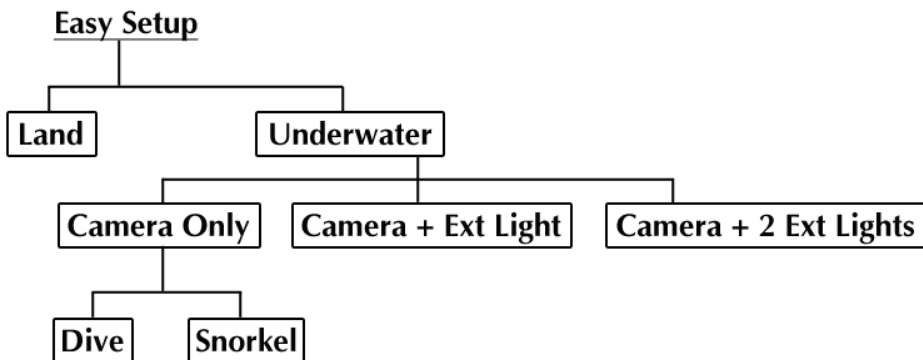 Easy Setup
Land
Underwater
Camera Only
Camera + Ext Light
Camera + 2 Ext Lights
Dive
Snorkel